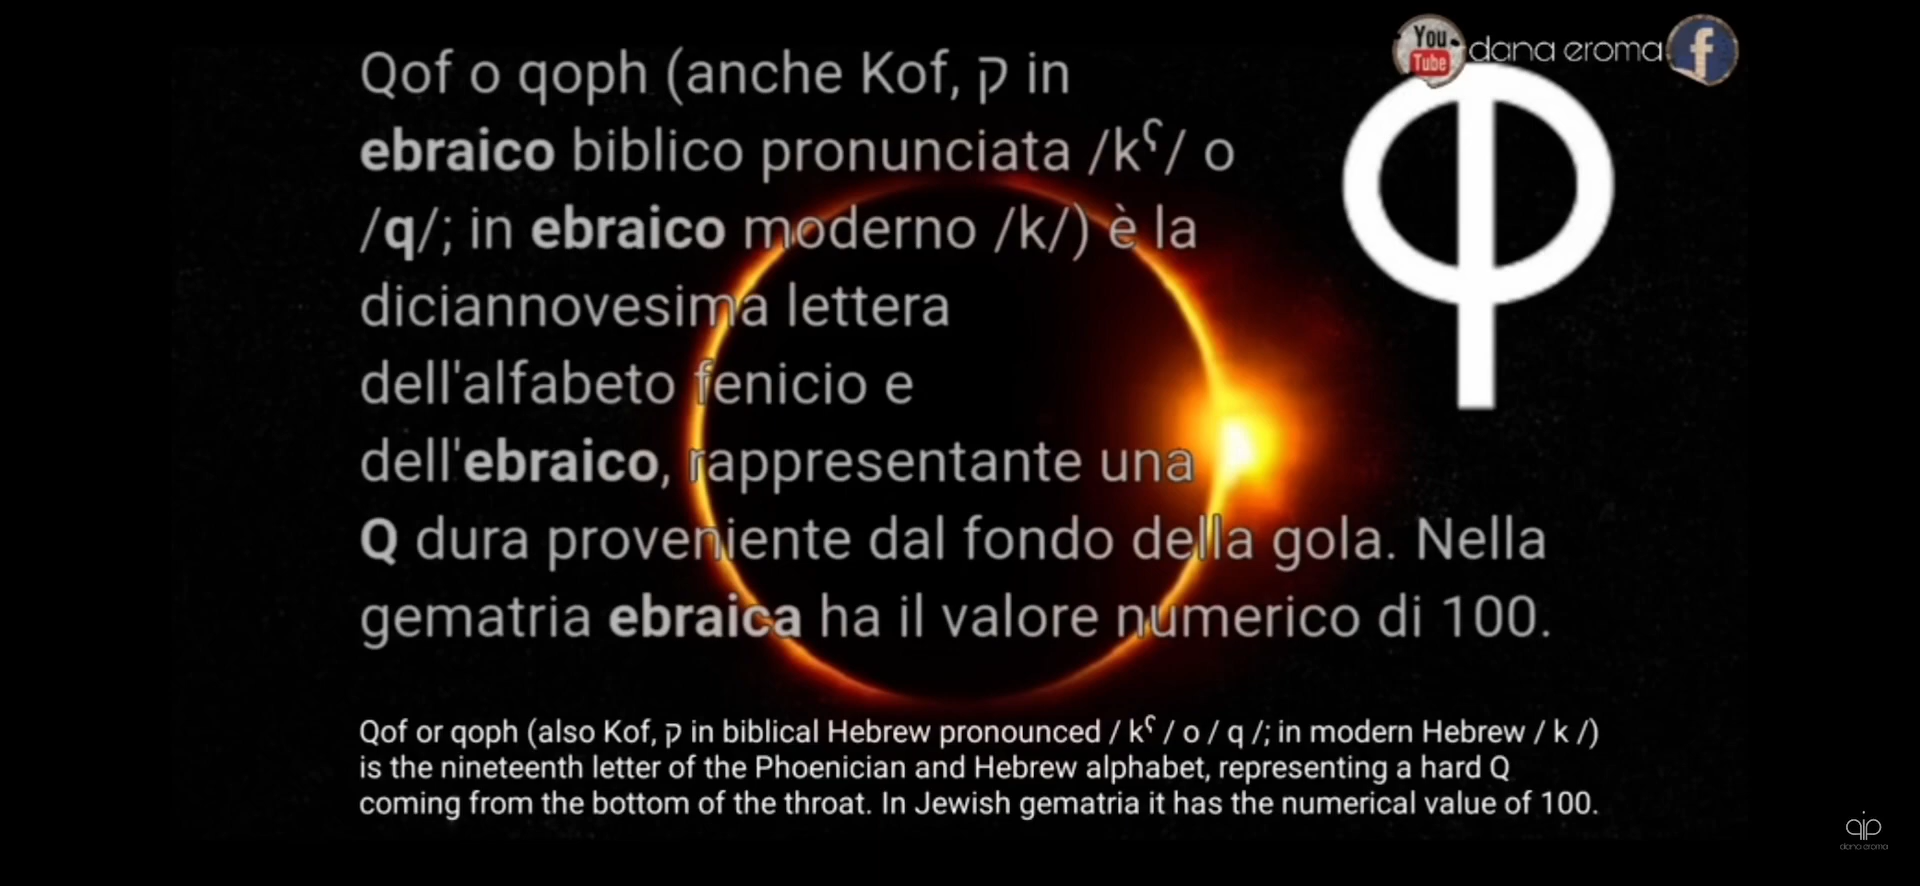 You
Tube
dana eroma
f
Qof o qoph (anche Kof, ק in
ebraico biblico pronunciata /kˤ/ o
/q/; in ebraico moderno /k/) è la
diciannovesima lettera
dell'alfabeto fenicio e
dell'ebraico, rappresentante una
Q dura proveniente dal fondo della gola. Nella
gematria ebraica ha il valore numerico di 100.
Qof or qoph (also Kof, ק in biblical Hebrew pronounced / kˤ / o / q /; in modern Hebrew / k /)
is the nineteenth letter of the Phoenician and Hebrew alphabet, representing a hard Q
coming from the bottom of the throat. In Jewish gematria it has the numerical value of 100.
dana eroma